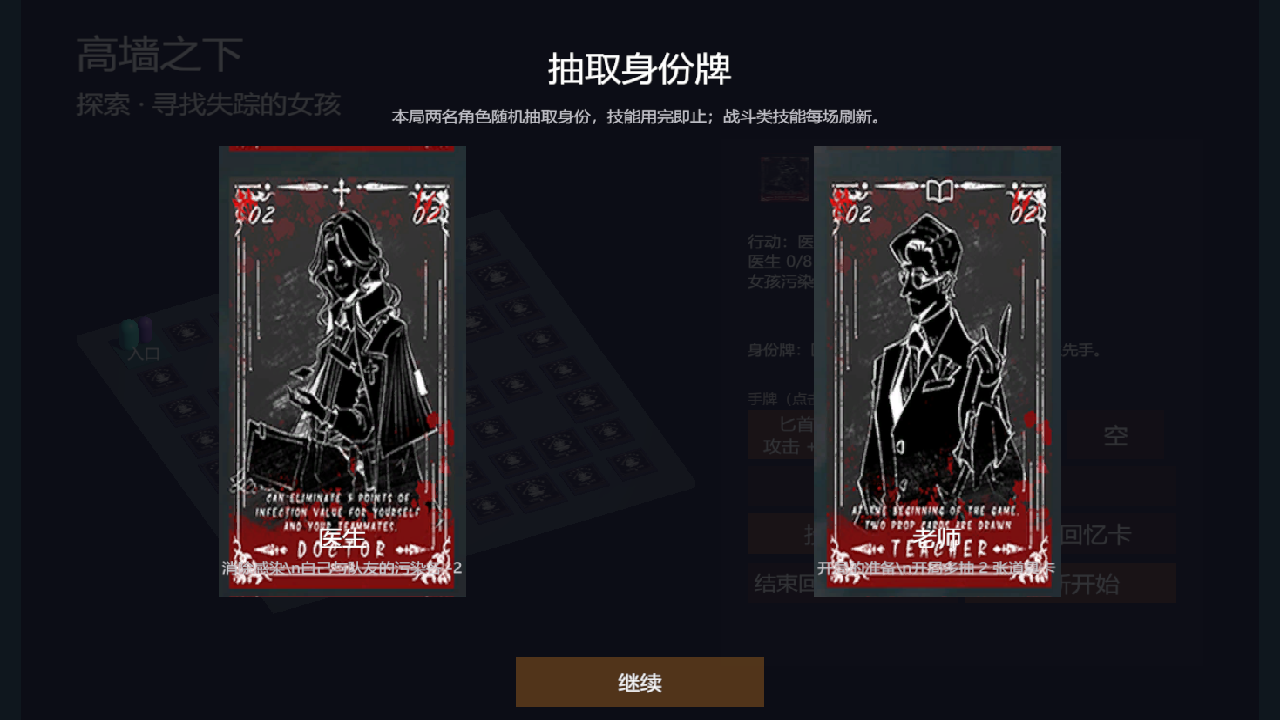 高墙之下
探索 · 寻找失踪的女孩
抽取身份牌
本局两名角色随机抽取身份，技能用完即止；战斗类技能每场刷新。
02 02
CAN ELIMINATE 5 POINTS OF
INFECTION VALUE FOR YOURSELF
AND YOUR TEAMMATES.
医生
DOCTOR
02 02
AT THE BEGINNING OF THE GAME,
TWO PROP CARDS ARE DRAWN
老师
TEACHER
入口
行动：医
医生 0/8
女孩污染
身份牌：
先手。
手牌（点击
匕首
攻击 +
空
回忆卡
结束回
开始
继续